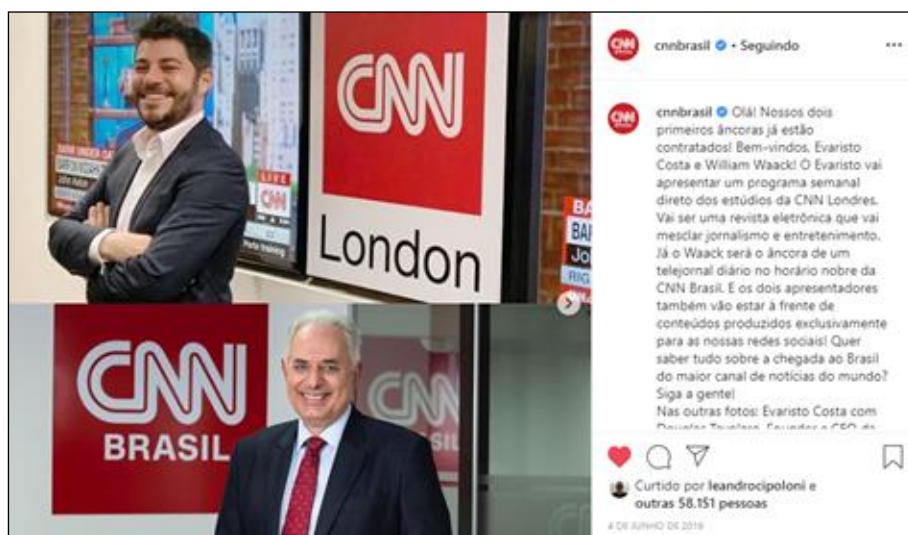 CNN
London
LIVE
CNN
CNN
BRASIL
cnnbrasil • Seguindo
cnnbrasil Olá! Nossos dois
primeiros âncoras já estão
contratados! Bem-vindos, Evaristo
Costa e William Waack! O Evaristo vai
apresentar um programa semanal
direto dos estúdios da CNN Londres.
Vai ser uma revista eletrônica que vai
mesclar jornalismo e entretenimento.
Já o Waack será o âncora de um
telejornal diário no horário nobre da
CNN Brasil. E os dois apresentadores
também vão estar à frente de
conteúdos produzidos exclusivamente
para as nossas redes sociais! Quer
saber tudo sobre a chegada ao Brasil
do maior canal de notícias do mundo?
Siga a gente!
Nas outras fotos: Evaristo Costa com
Curtido por leandrocipoloni e
outras 58.151 pessoas
4 DE JUNHO DE 2019